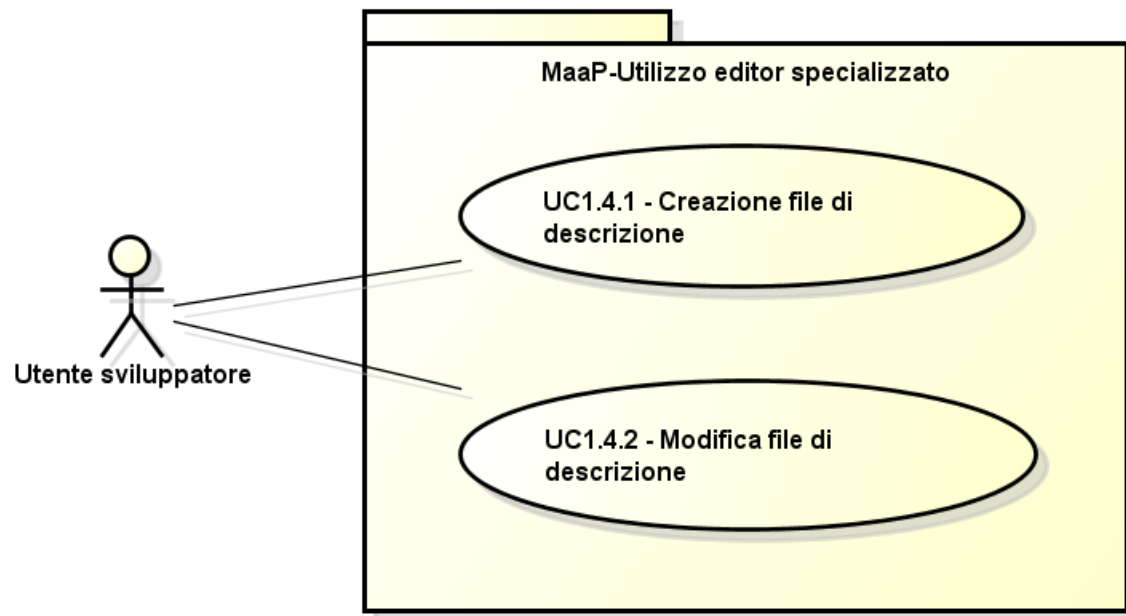 MaaP-Utilizzo editor specializzato
UC1.4.1 - Creazione file di
descrizione
Utente sviluppatore
UC1.4.2 - Modifica file di
descrizione